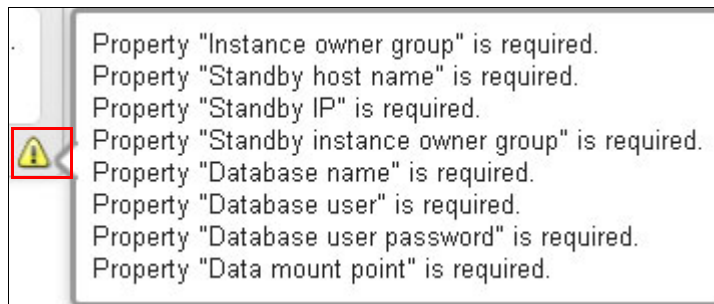 Property "Instance owner group" is required.
Property "Standby host name" is required.
Property "Standby IP" is required.
Property "Standby instance owner group" is required.
Property "Database name" is required.
Property "Database user" is required.
Property "Database user password" is required.
Property "Data mount point" is required.